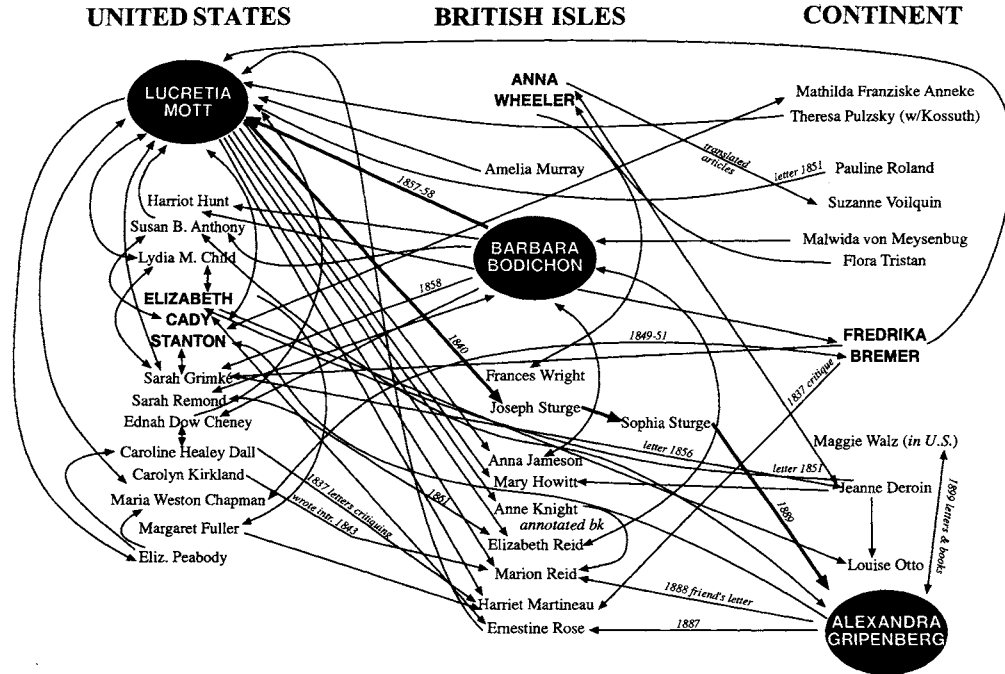 UNITED STATES
BRITISH ISLES
CONTINENT
LUCRETIA
MOTT
ANNA
WHEELER
Mathilda Franziske Anneke
Theresa Pulzsky (w/Kossuth)
translated
articles
Amelia Murray
letter 1851
Pauline Roland
1857-58
Suzanne Voilquin
Harriot Hunt
Susan B. Anthony
BARBARA
BODICHON
Malwida von Meysenbug
Flora Tristan
Lydia M. Child
1858
ELIZABETH
CADY
STANTON
1840
1849-51
FREDRIKA
BREMER
1837 critique
Sarah Grimké
Frances Wright
Sarah Remond
Joseph Sturge
Sophia Sturge
Ednah Dow Cheney
Maggie Walz (in U.S.)
Caroline Healey Dall
Anna Jameson
letter 1856
letter 1851
Carolyn Kirkland
1837 letters critiquing
Mary Howitt
Jeanne Deroin
Maria Weston Chapman
wrote intr. 1843
1861
Anne Knight
annotated bk
1889
1899 letters & books
Margaret Fuller
Elizabeth Reid
Eliz. Peabody
Marion Reid
Louise Otto
1888 friend's letter
Harriet Martineau
Ernestine Rose
1887
ALEXANDRA
GRIPENBERG